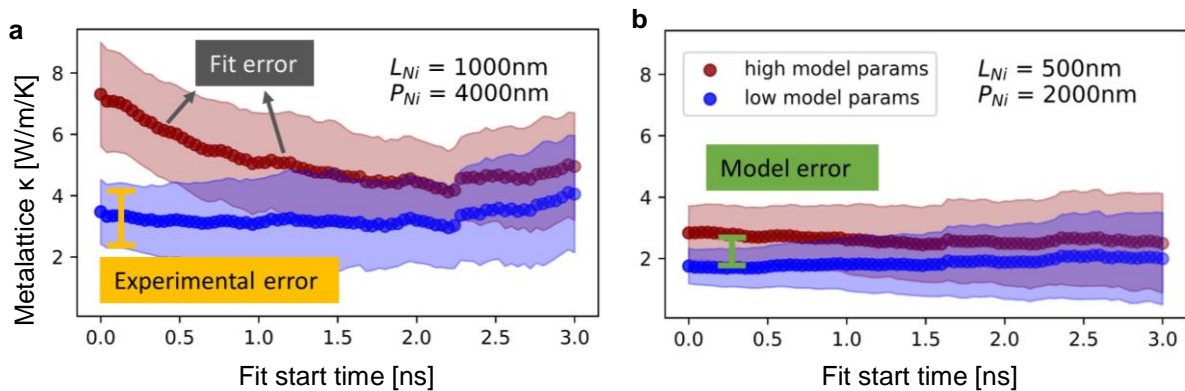 a
Metalattice κ [W/m/K]
8
6
4
2
Fit error
L_Ni = 1000nm
P_Ni = 4000nm
Experimental error
0.0 0.5 1.0 1.5 2.0 2.5 3.0
Fit start time [ns]
b
8
6
4
2
high model params
low model params
L_Ni = 500nm
P_Ni = 2000nm
Model error
0.0 0.5 1.0 1.5 2.0 2.5 3.0
Fit start time [ns]